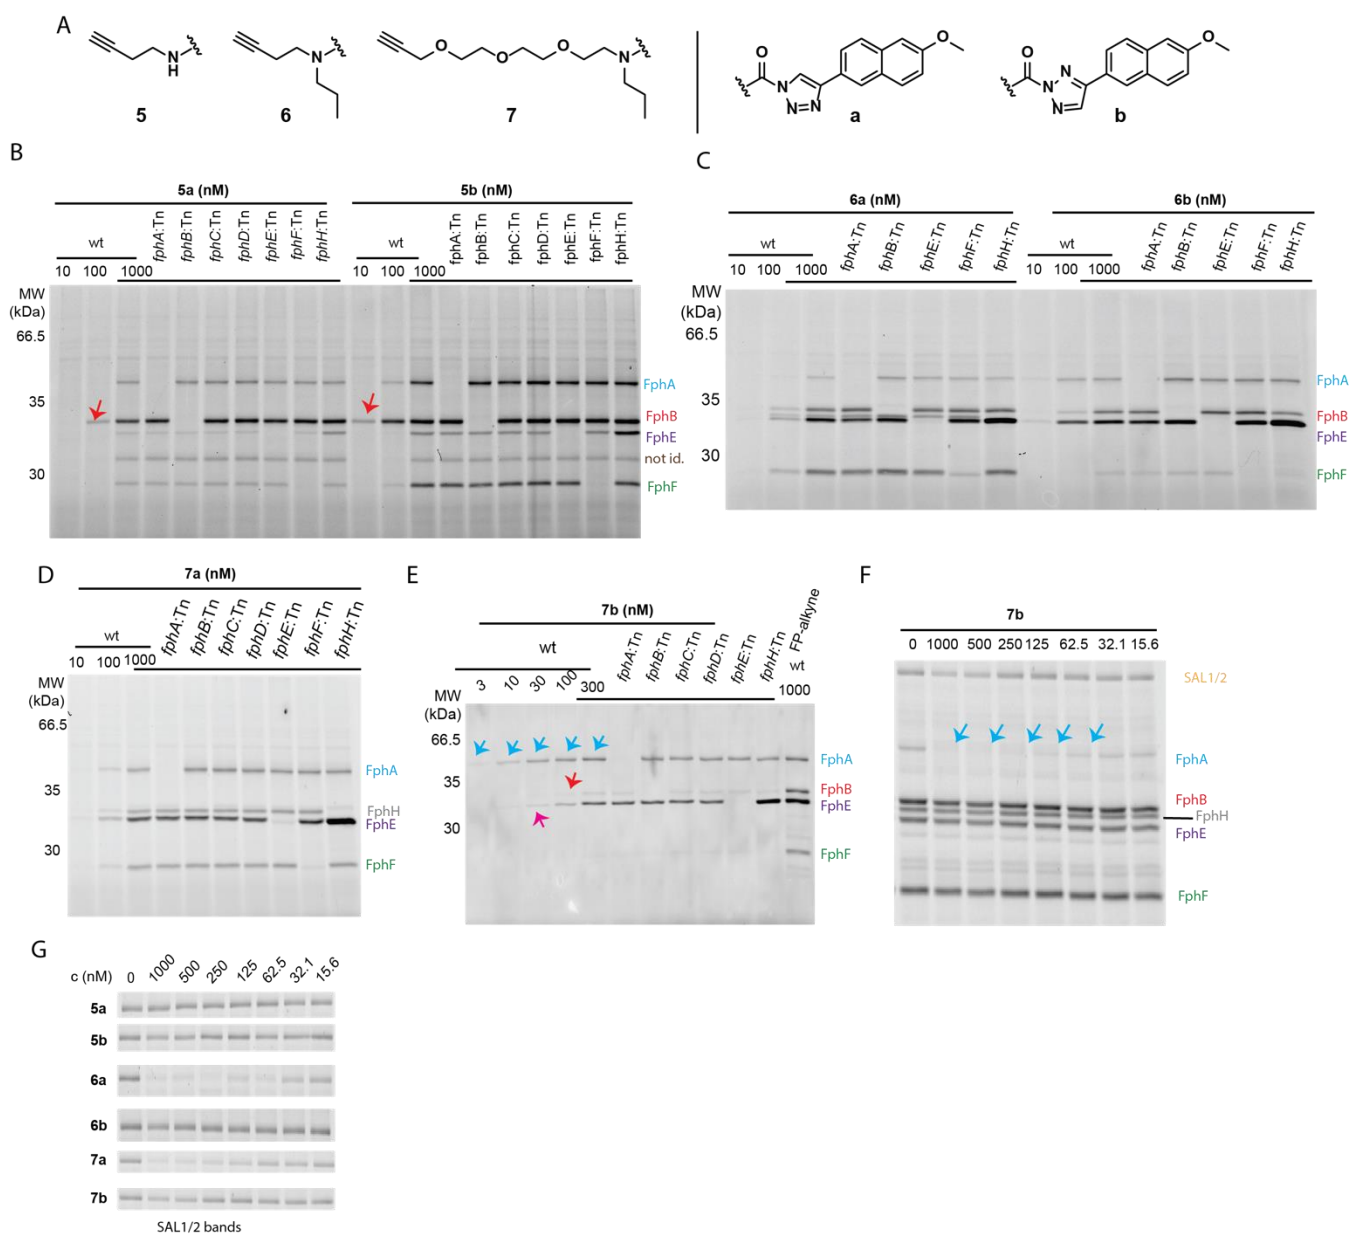 A
N
H
N
O
O
O
N
O
N
N=N
O
O
N
N
N
O
5
6
7
a
b
B
5a (nM)
5b (nM)
wt
fphA:Tn
fphB:Tn
fphC:Tn
fphD:Tn
fphE:Tn
fphF:Tn
fphH:Tn
wt
fphA:Tn
fphB:Tn
fphC:Tn
fphD:Tn
fphE:Tn
fphF:Tn
fphH:Tn
10 100 1000
10 100 1000
MW
(kDa)
66.5
35
30
FphA
FphB
FphE
not id.
FphF
C
6a (nM)
6b (nM)
wt
fphA:Tn
fphB:Tn
fphE:Tn
fphF:Tn
fphH:Tn
wt
fphA:Tn
fphB:Tn
fphE:Tn
fphF:Tn
fphH:Tn
10 100 1000
10 100 1000
MW
(kDa)
66.5
35
30
FphA
FphB
FphE
FphF
D
7a (nM)
wt
fphA:Tn
fphB:Tn
fphC:Tn
fphD:Tn
fphE:Tn
fphF:Tn
fphH:Tn
10 100 1000
MW
(kDa)
66.5
35
30
FphA
FphH
FphE
FphF
E
7b (nM)
wt
fphA:Tn
fphB:Tn
fphC:Tn
fphD:Tn
fphE:Tn
fphH:Tn
FP-alkyne
wt
3 10 30 100 300
1000
MW
(kDa)
66.5
35
30
FphA
FphB
FphE
FphF
F
7b
0 1000 500 250 125 62.5 32.1 15.6
SAL1/2
FphA
FphB
FphH
FphE
FphF
G
c (nM) 0 1000 500 250 125 62.5 32.1 15.6
5a
5b
6a
6b
7a
7b
SAL1/2 bands